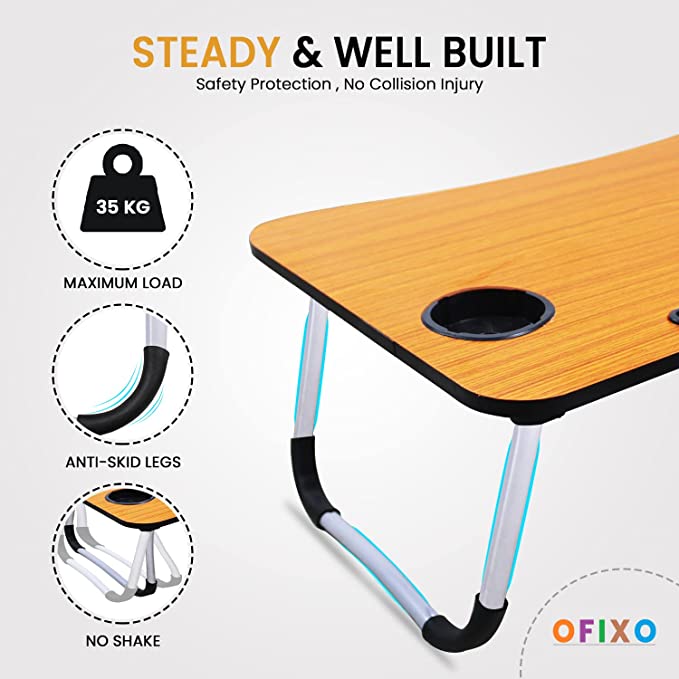 STEADY & WELL BUILT
Safety Protection , No Collision Injury
35 KG
MAXIMUM LOAD
ANTI-SKID LEGS
NO SHAKE
OFIXO